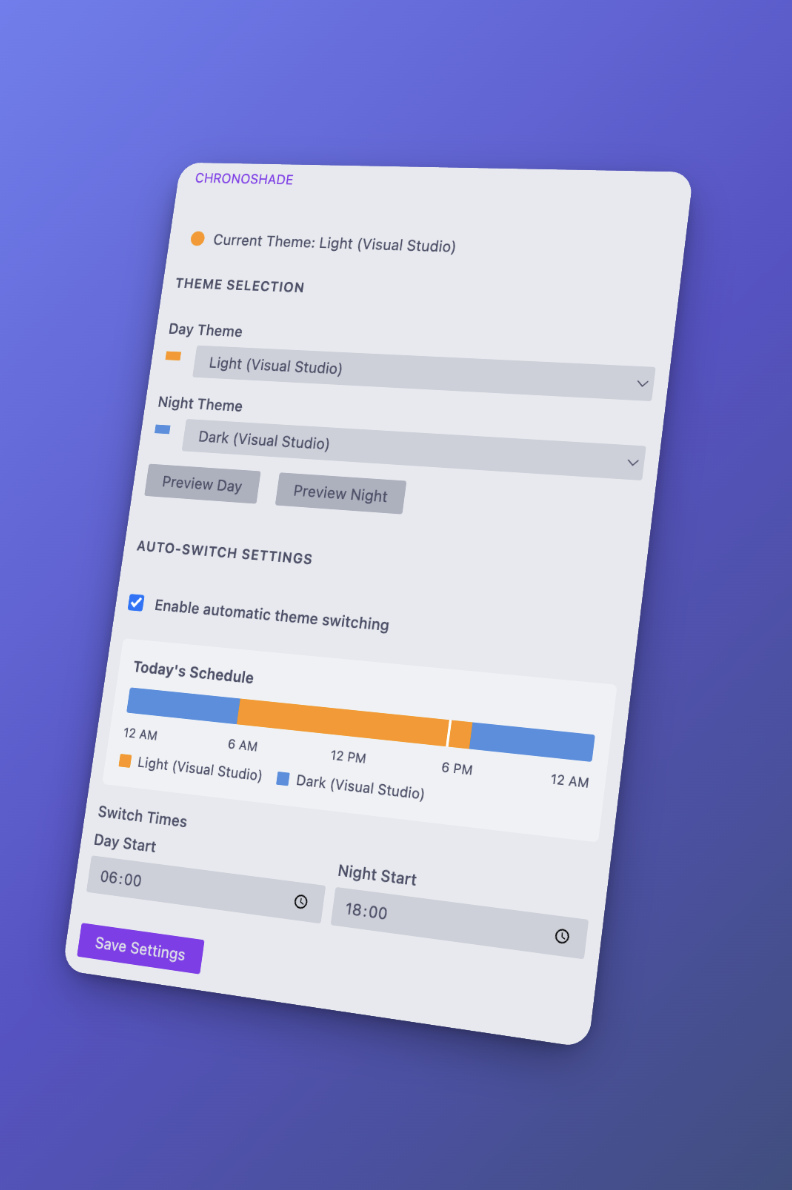 CHRONOSHADE
Current Theme: Light (Visual Studio)
THEME SELECTION
Day Theme
Light (Visual Studio)
Night Theme
Dark (Visual Studio)
Preview Day Preview Night
AUTO-SWITCH SETTINGS
Enable automatic theme switching
Today's Schedule
12 AM 6 AM 12 PM 6 PM 12 AM
Light (Visual Studio) Dark (Visual Studio)
Switch Times
Day Start Night Start
06:00 18:00
Save Settings